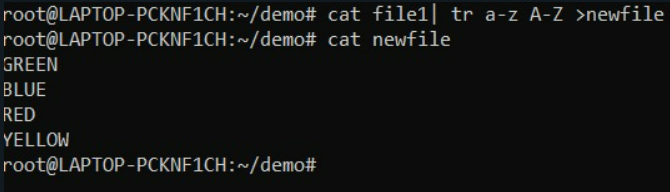 root@LAPTOP-PCKNF1CH:~/demo# cat file1| tr a-z A-Z >newfile
root@LAPTOP-PCKNF1CH:~/demo# cat newfile
GREEN
BLUE
RED
YELLOW
root@LAPTOP-PCKNF1CH:~/demo#